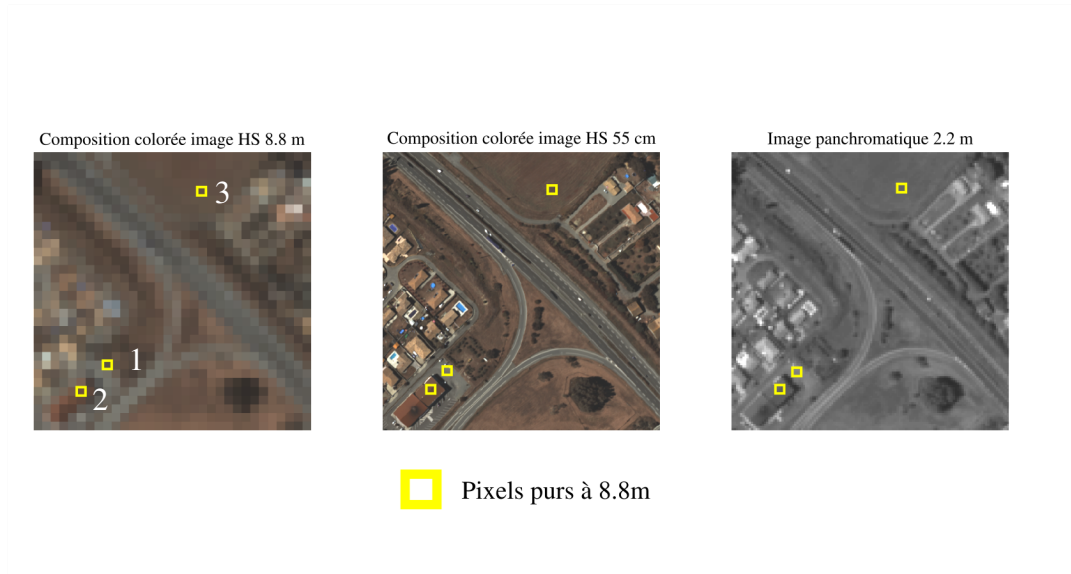 Composition colorée image HS 8.8 m
Composition colorée image HS 55 cm
Image panchromatique 2.2 m
3
1
2
Pixels purs à 8.8m